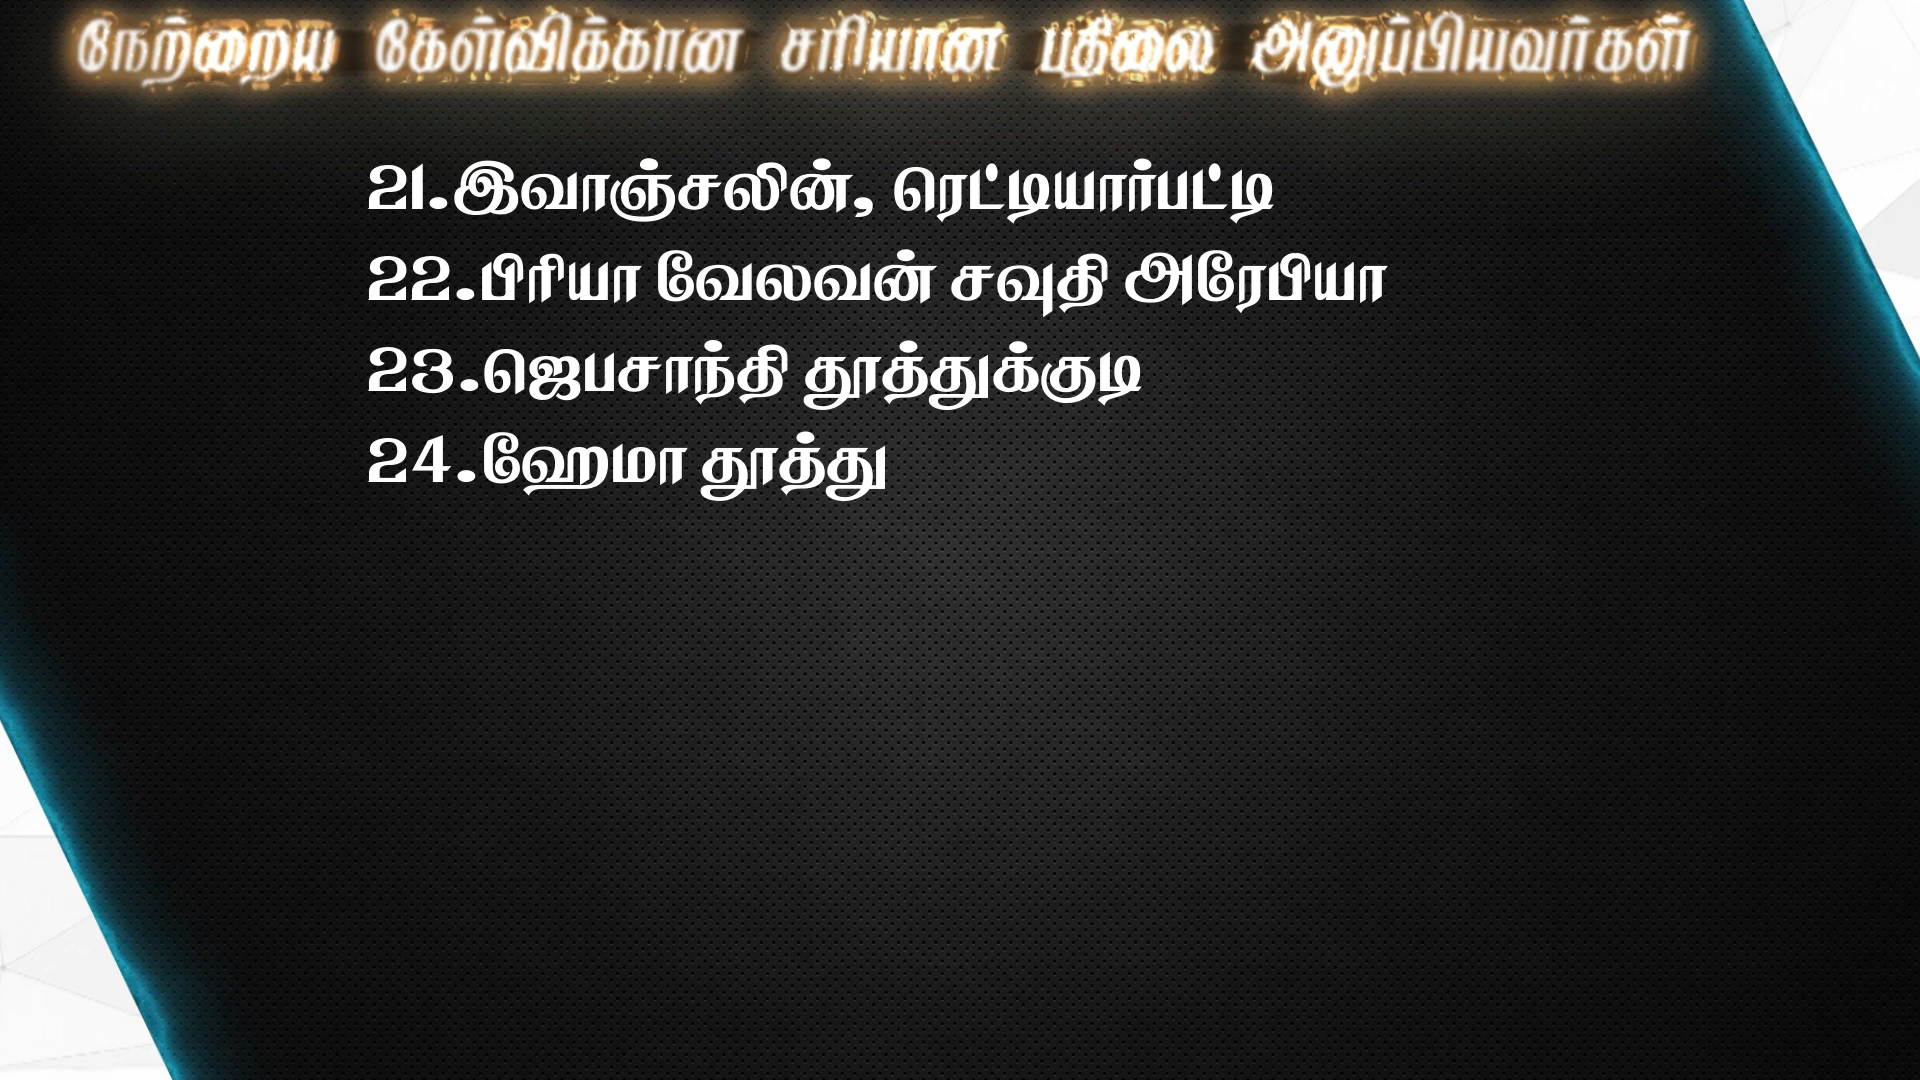 நேற்றைய கேள்விக்கான சரியான பதிலை அனுப்பியவர்கள்
21.இவாஞ்சலின், ரெட்டியார்பட்டி
22.பிரியா வேலவன் சவுதி அரேபியா
23.ஜெபசாந்தி தூத்துக்குடி
24.ஹேமா தூத்து